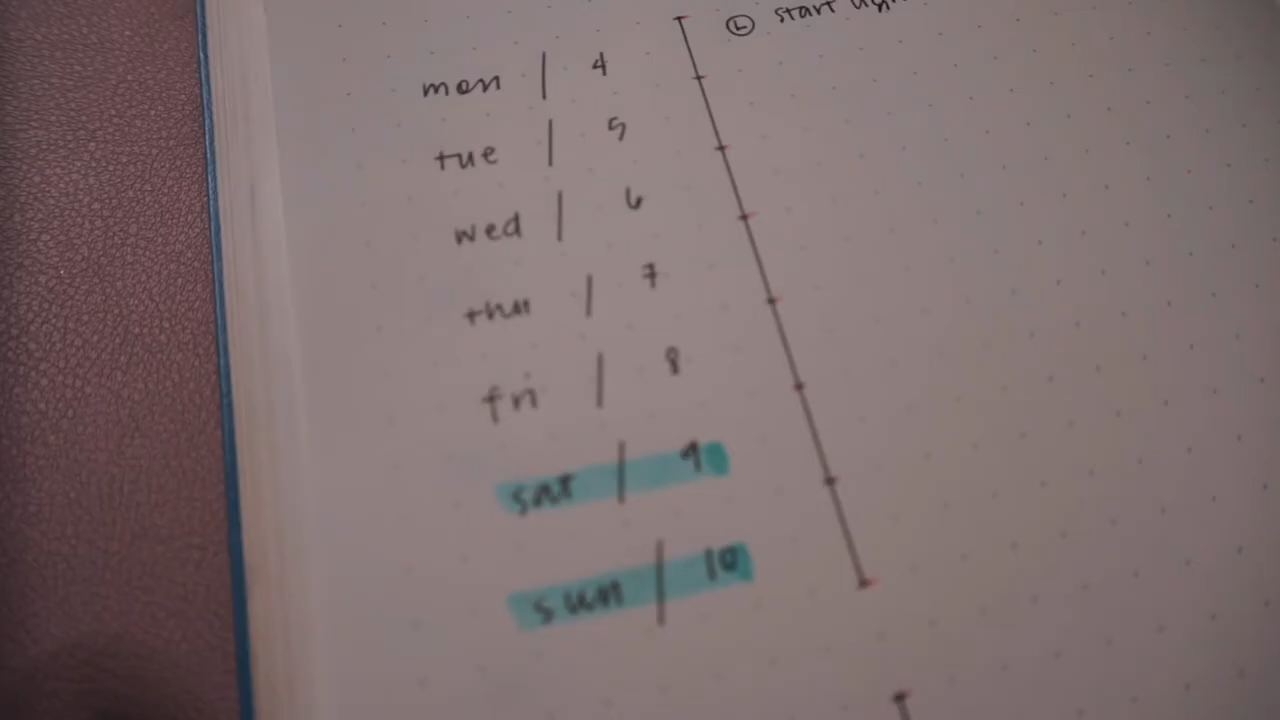 Ⓛ start
mon | 4
tue | 5
wed | 6
thu | 7
fri | 8
sat | 9
sun | 10